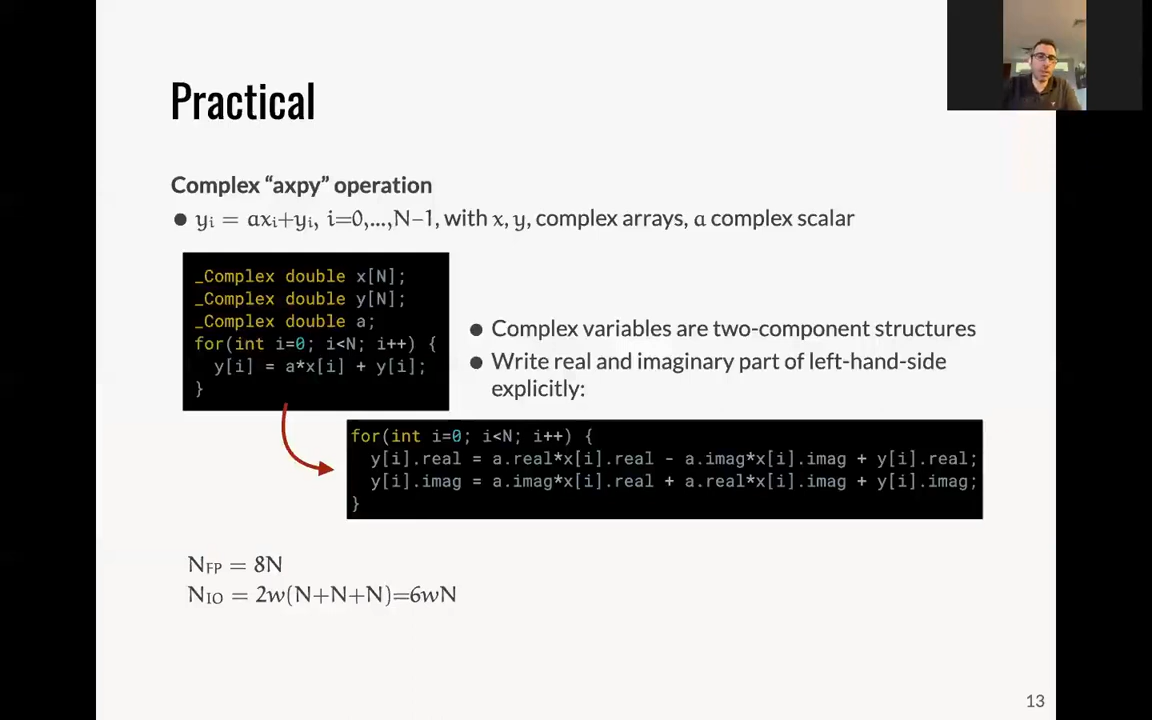 Practical
Complex “axpy” operation
● yᵢ = axᵢ+yᵢ, i=0,...,N−1, with x, y, complex arrays, a complex scalar
_Complex double x[N];
_Complex double y[N];
_Complex double a;
for(int i=0; i<N; i++) {
  y[i] = a*x[i] + y[i];
}
● Complex variables are two-component structures
● Write real and imaginary part of left-hand-side
explicitly:
for(int i=0; i<N; i++) {
  y[i].real = a.real*x[i].real - a.imag*x[i].imag + y[i].real;
  y[i].imag = a.imag*x[i].real + a.real*x[i].imag + y[i].imag;
}
N_FP = 8N
N_IO = 2w(N+N+N)=6wN
13